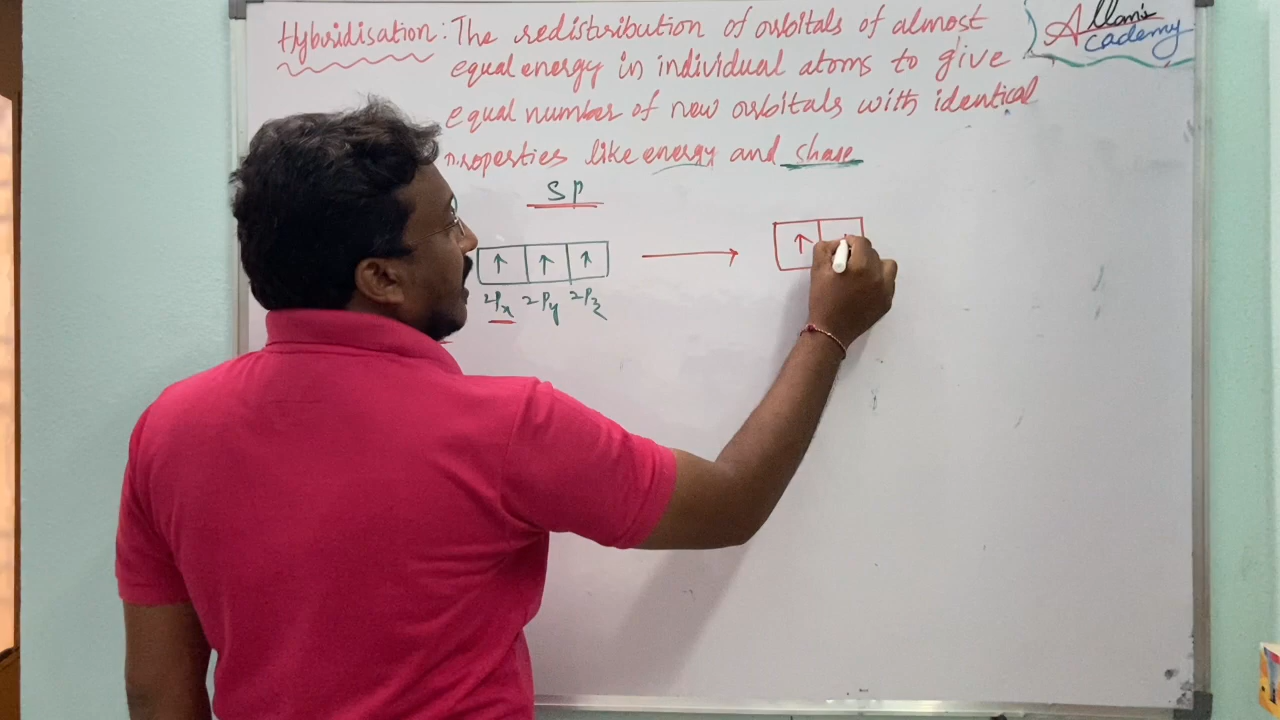 Hybridisation: The redistribution of orbitals of almost
equal energy in individual atoms to give
equal number of new orbitals with identical
properties like energy and shape
Allam's
Academy
SP
2Px 2Py 2Pz